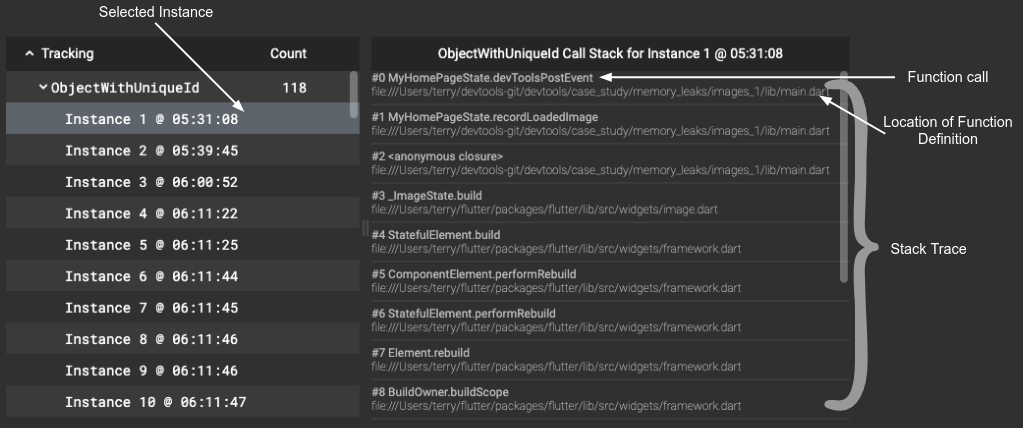 Selected Instance
Tracking Count
ObjectWithUniqueId 118
Instance 1 @ 05:31:08
Instance 2 @ 05:39:45
Instance 3 @ 06:00:52
Instance 4 @ 06:11:22
Instance 5 @ 06:11:25
Instance 6 @ 06:11:44
Instance 7 @ 06:11:45
Instance 8 @ 06:11:46
Instance 9 @ 06:11:46
Instance 10 @ 06:11:47
ObjectWithUniqueId Call Stack for Instance 1 @ 05:31:08
#0 MyHomePageState.devToolsPostEvent
file:///Users/terry/devtools-git/devtools/case_study/memory_leaks/images_1/lib/main.dart
#1 MyHomePageState.recordLoadedImage
file:///Users/terry/devtools-git/devtools/case_study/memory_leaks/images_1/lib/main.dart
#2 <anonymous closure>
file:///Users/terry/devtools-git/devtools/case_study/memory_leaks/images_1/lib/main.dart
#3 _ImageState.build
file:///Users/terry/flutter/packages/flutter/lib/src/widgets/image.dart
#4 StatefulElement.build
file:///Users/terry/flutter/packages/flutter/lib/src/widgets/framework.dart
#5 ComponentElement.performRebuild
file:///Users/terry/flutter/packages/flutter/lib/src/widgets/framework.dart
#6 StatefulElement.performRebuild
file:///Users/terry/flutter/packages/flutter/lib/src/widgets/framework.dart
#7 Element.rebuild
file:///Users/terry/flutter/packages/flutter/lib/src/widgets/framework.dart
#8 BuildOwner.buildScope
file:///Users/terry/flutter/packages/flutter/lib/src/widgets/framework.dart
Function call
Location of Function
Definition
Stack Trace